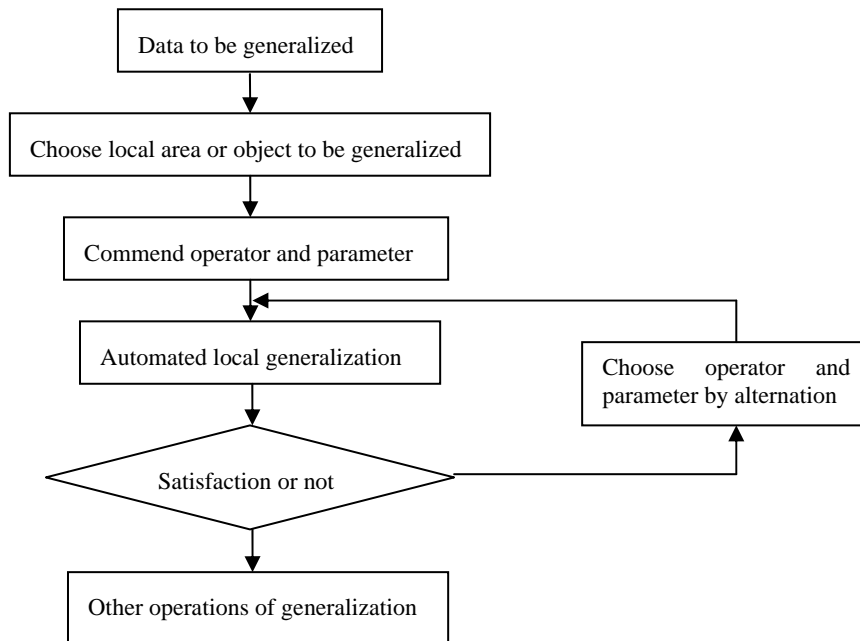 Data to be generalized
Choose local area or object to be generalized
Commend operator and parameter
Automated local generalization
Choose operator and
parameter by alternation
Satisfaction or not
Other operations of generalization